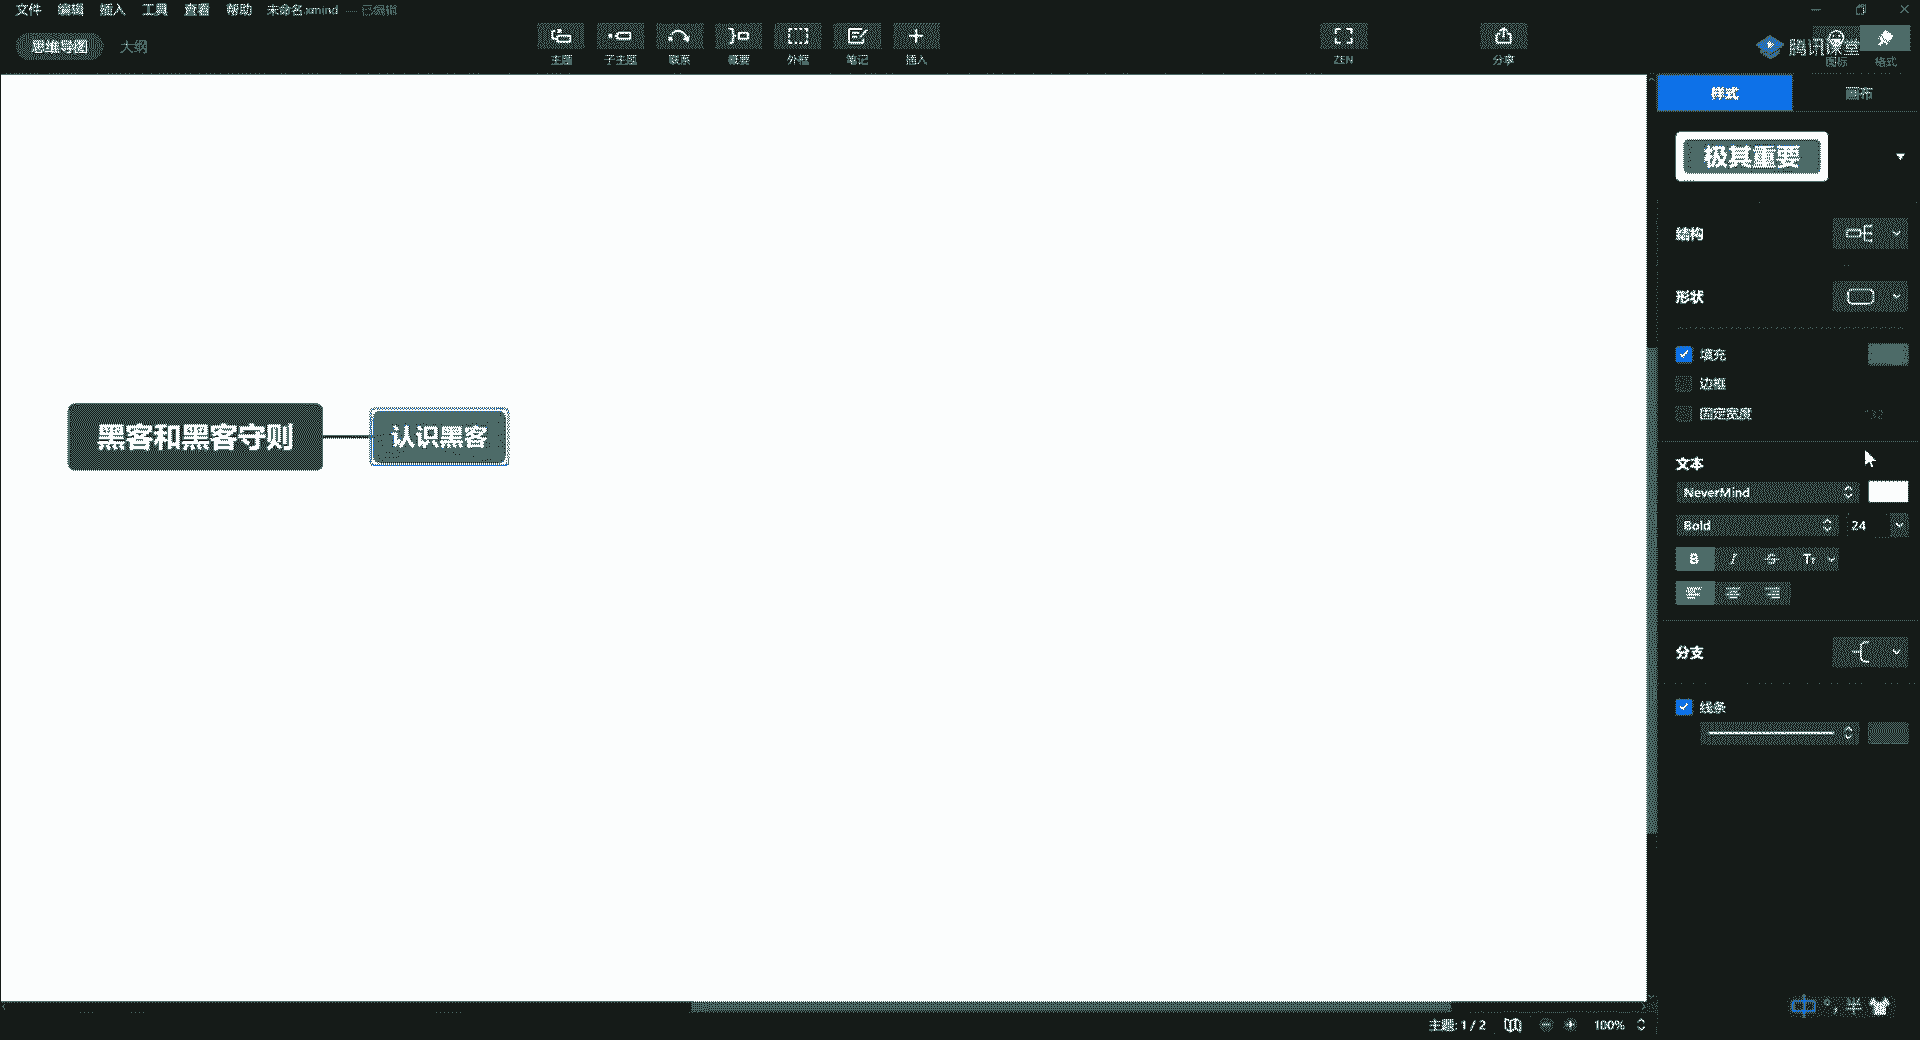 文件 编辑 插入 工具 查看 帮助 未命名.xmind — 已编辑
思维导图 大纲
主题 子主题 联系 概要 外框 笔记 插入 ZEN 分享 图标 格式
腾讯课堂
样式 画布
极其重要
结构
形状
填充
边框
固定宽度 132
黑客和黑客守则 认识黑客
文本
NeverMind
Bold 24
B I S Tт
分支
线条
中 °, 半
主题: 1 / 2 100%